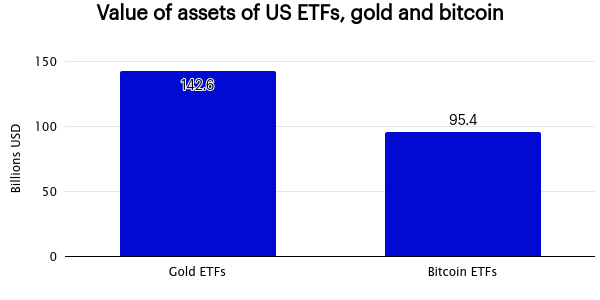 Value of assets of US ETFs, gold and bitcoin
150
100
50
0
Billions USD
142.6
95.4
Gold ETFs
Bitcoin ETFs